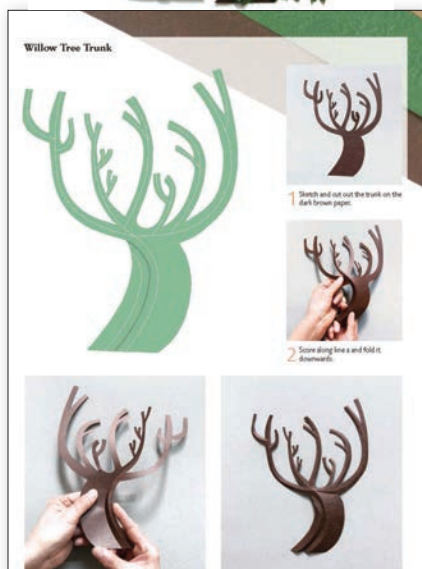 Willow Tree Trunk
1 Sketch and cut out the trunk on the
dark brown paper.
2 Score along line a and fold it
downwards.